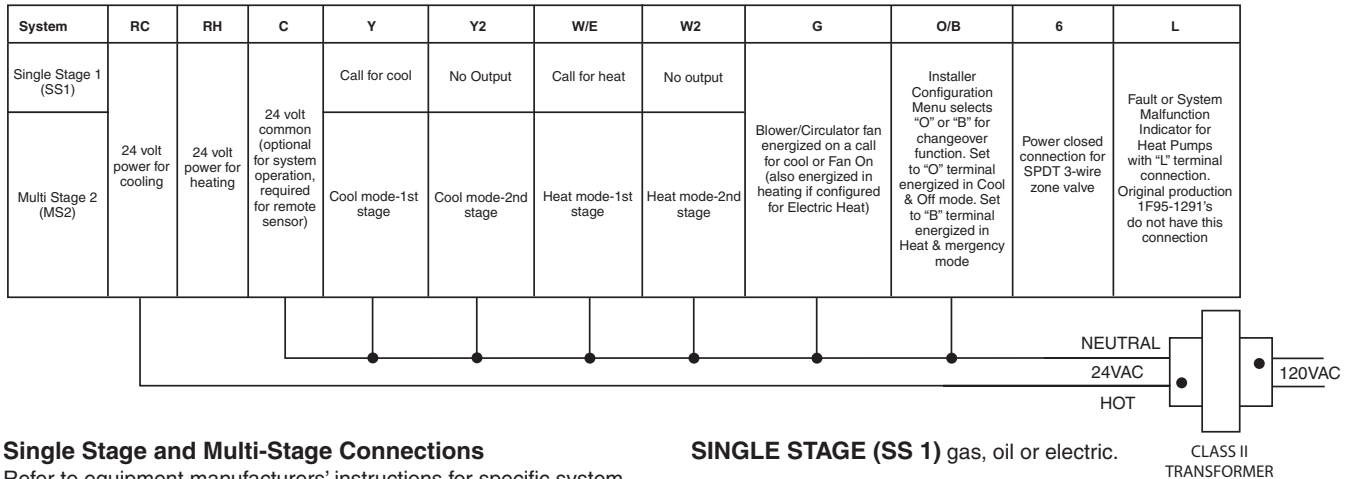 System RC RH C Y Y2 W/E W2 G O/B 6 L
Single Stage 1
(SS1)
Call for cool
No Output
Call for heat
No output
Multi Stage 2
(MS2)
24 volt
power for
cooling
24 volt
power for
heating
24 volt
common
(optional
for system
operation,
required
for remote
sensor)
Cool mode-1st
stage
Cool mode-2nd
stage
Heat mode-1st
stage
Heat mode-2nd
stage
Blower/Circulator fan
energized on a call
for cool or Fan On
(also energized in
heating if configured
for Electric Heat)
Installer
Configuration
Menu selects
“O” or “B” for
changeover
function. Set
to “O” terminal
energized in Cool
& Off mode. Set
to “B” terminal
energized in
Heat & mergency
mode
Power closed
connection for
SPDT 3-wire
zone valve
Fault or System
Malfunction
Indicator for
Heat Pumps
with “L” terminal
connection.
Original production
1F95-1291’s
do not have this
connection
NEUTRAL
24VAC
HOT
120VAC
CLASS II
TRANSFORMER
Single Stage and Multi-Stage Connections
Refer to equipment manufacturers’ instructions for specific system
SINGLE STAGE (SS 1) gas, oil or electric.